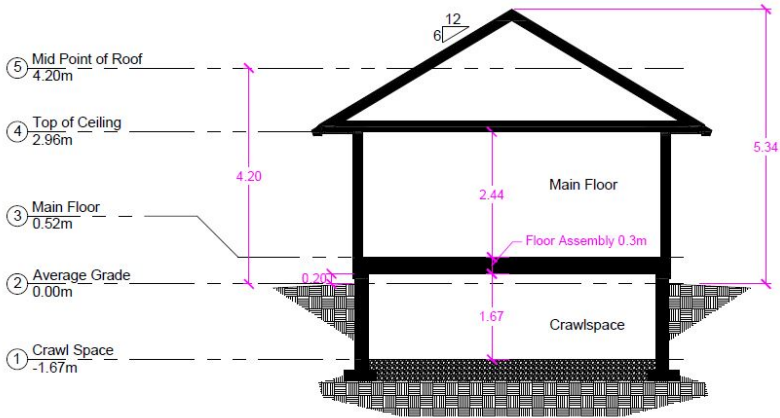 12
6
5 Mid Point of Roof
4.20m
4 Top of Ceiling
2.96m
5.34
4.20
2.44
Main Floor
3 Main Floor
0.52m
Floor Assembly 0.3m
2 Average Grade
0.00m
0.20
1.67
Crawlspace
1 Crawl Space
-1.67m